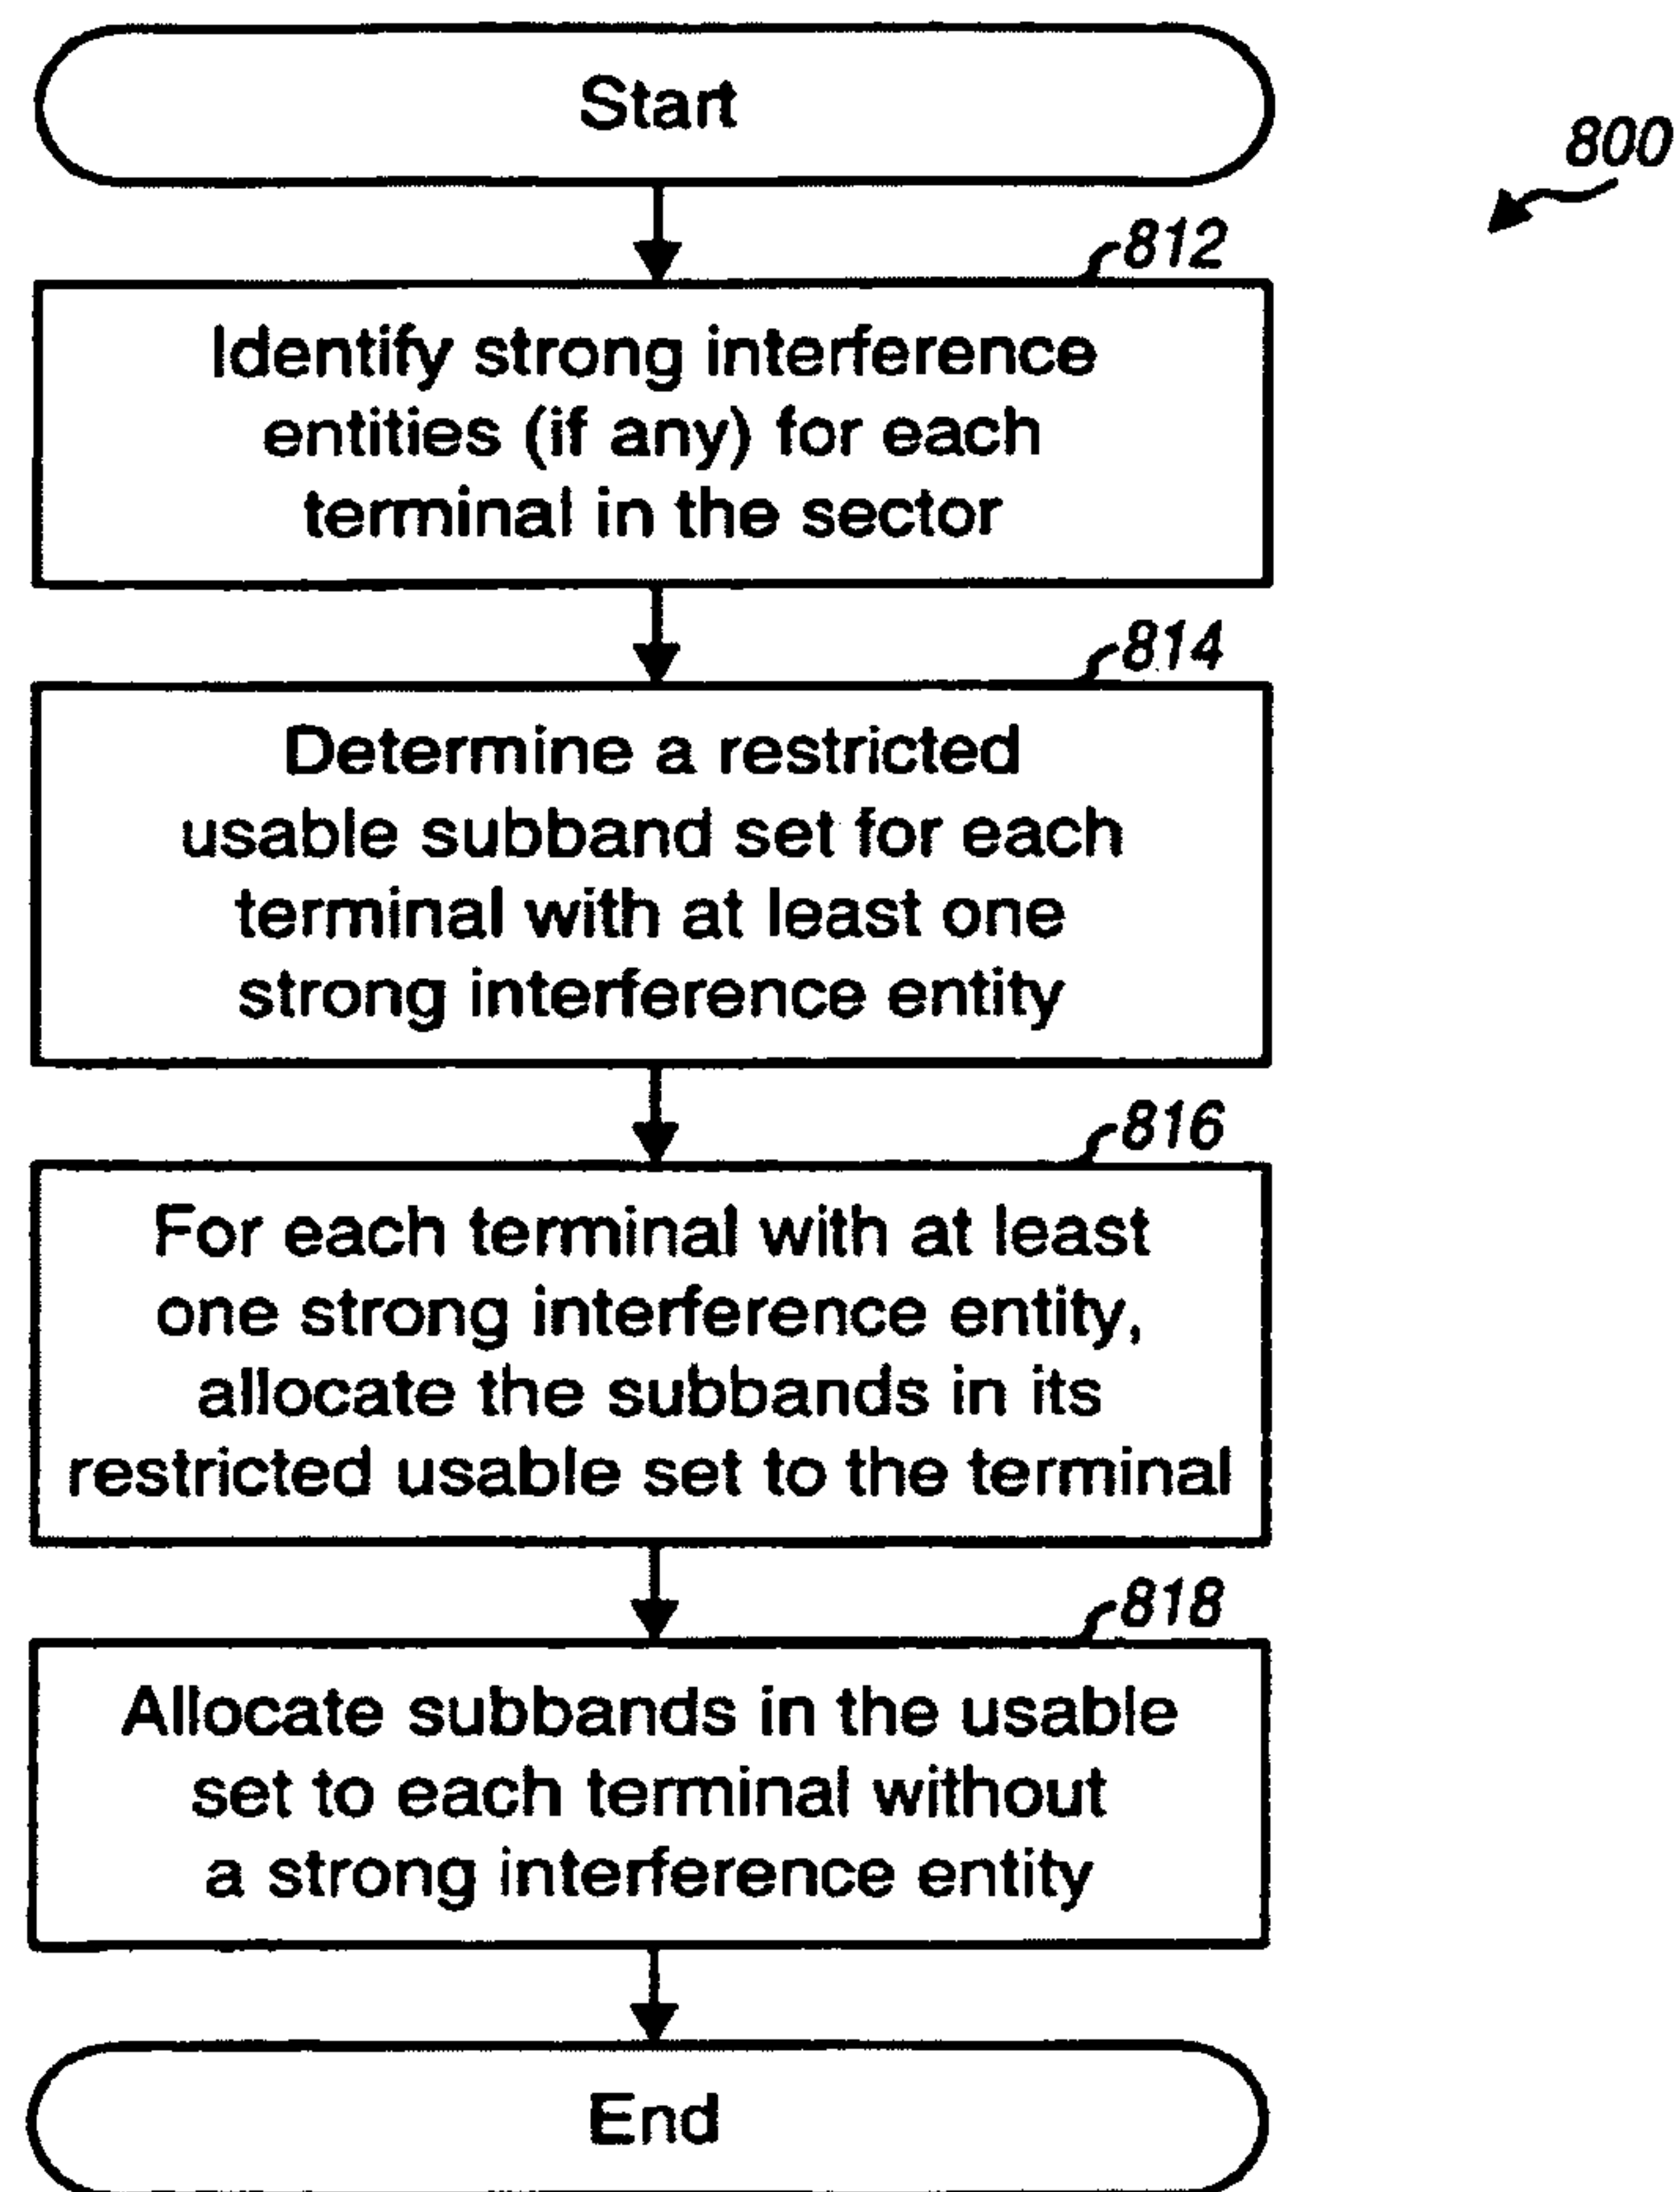 Start
800
812
Identify strong interference
entities (if any) for each
terminal in the sector
814
Determine a restricted
usable subband set for each
terminal with at least one
strong interference entity
816
For each terminal with at least
one strong interference entity,
allocate the subbands in its
restricted usable set to the terminal
818
Allocate subbands in the usable
set to each terminal without
a strong interference entity
End